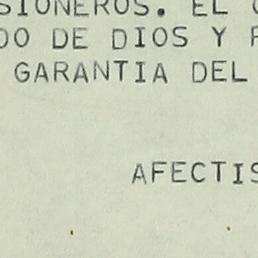 SIONEROS. EL
DO DE DIOS Y
GARANTIA DEL
AFECTIS